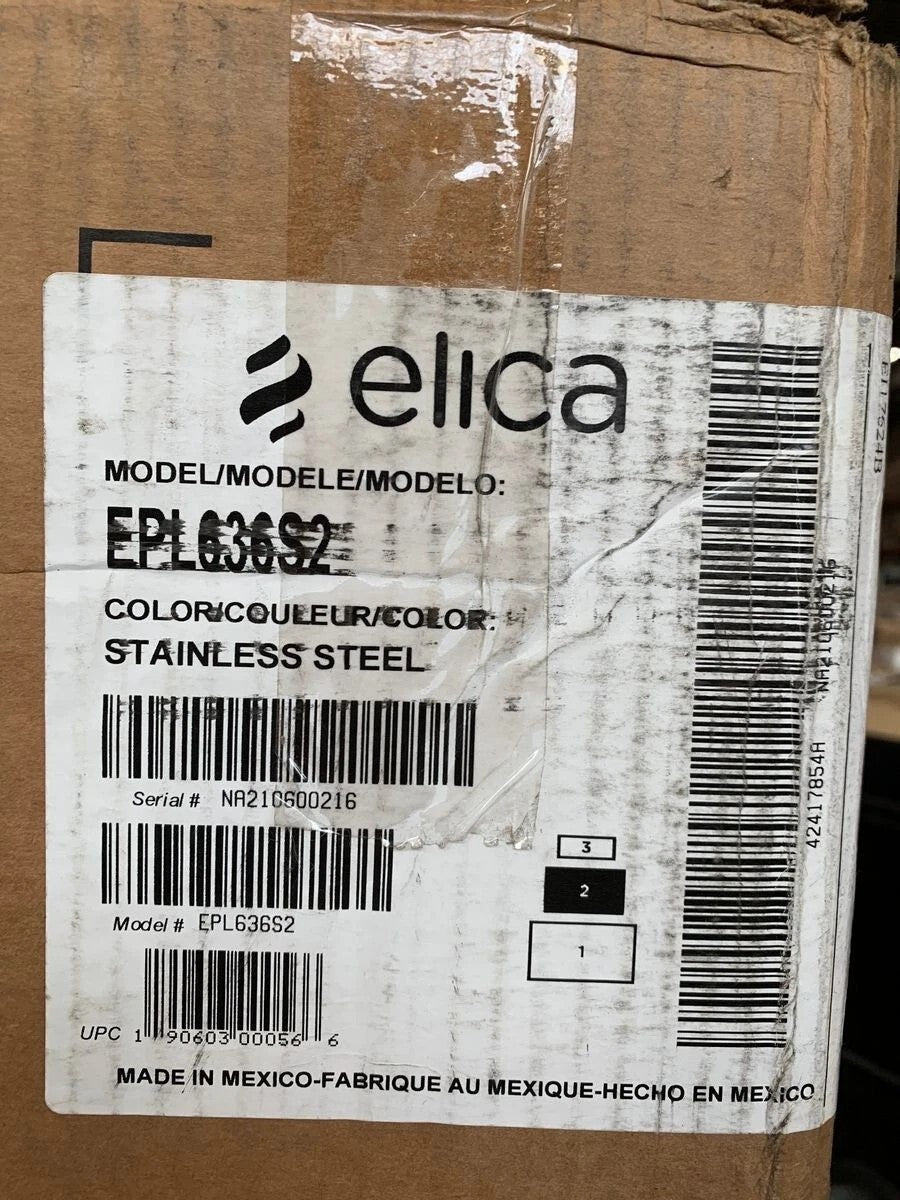 elica
MODEL/MODELE/MODELO:
EPL636S2
COLOR/COULEUR/COLOR:
STAINLESS STEEL
Serial # NA21C600216
Model # EPL636S2
UPC 1 90603 00056 6
3
2
1
MADE IN MEXICO-FABRIQUE AU MEXIQUE-HECHO EN MEXICO
42417854A